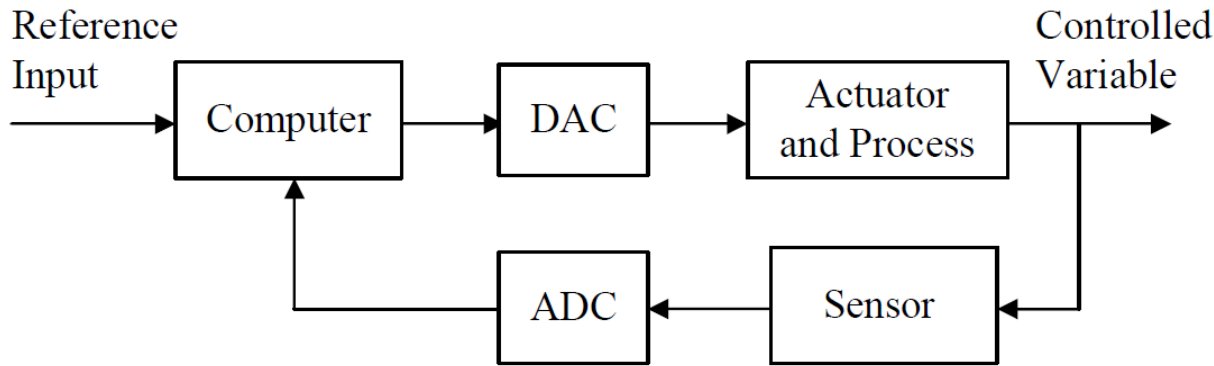 Reference
Input
Controlled
Variable
Computer
DAC
Actuator
and Process
ADC
Sensor